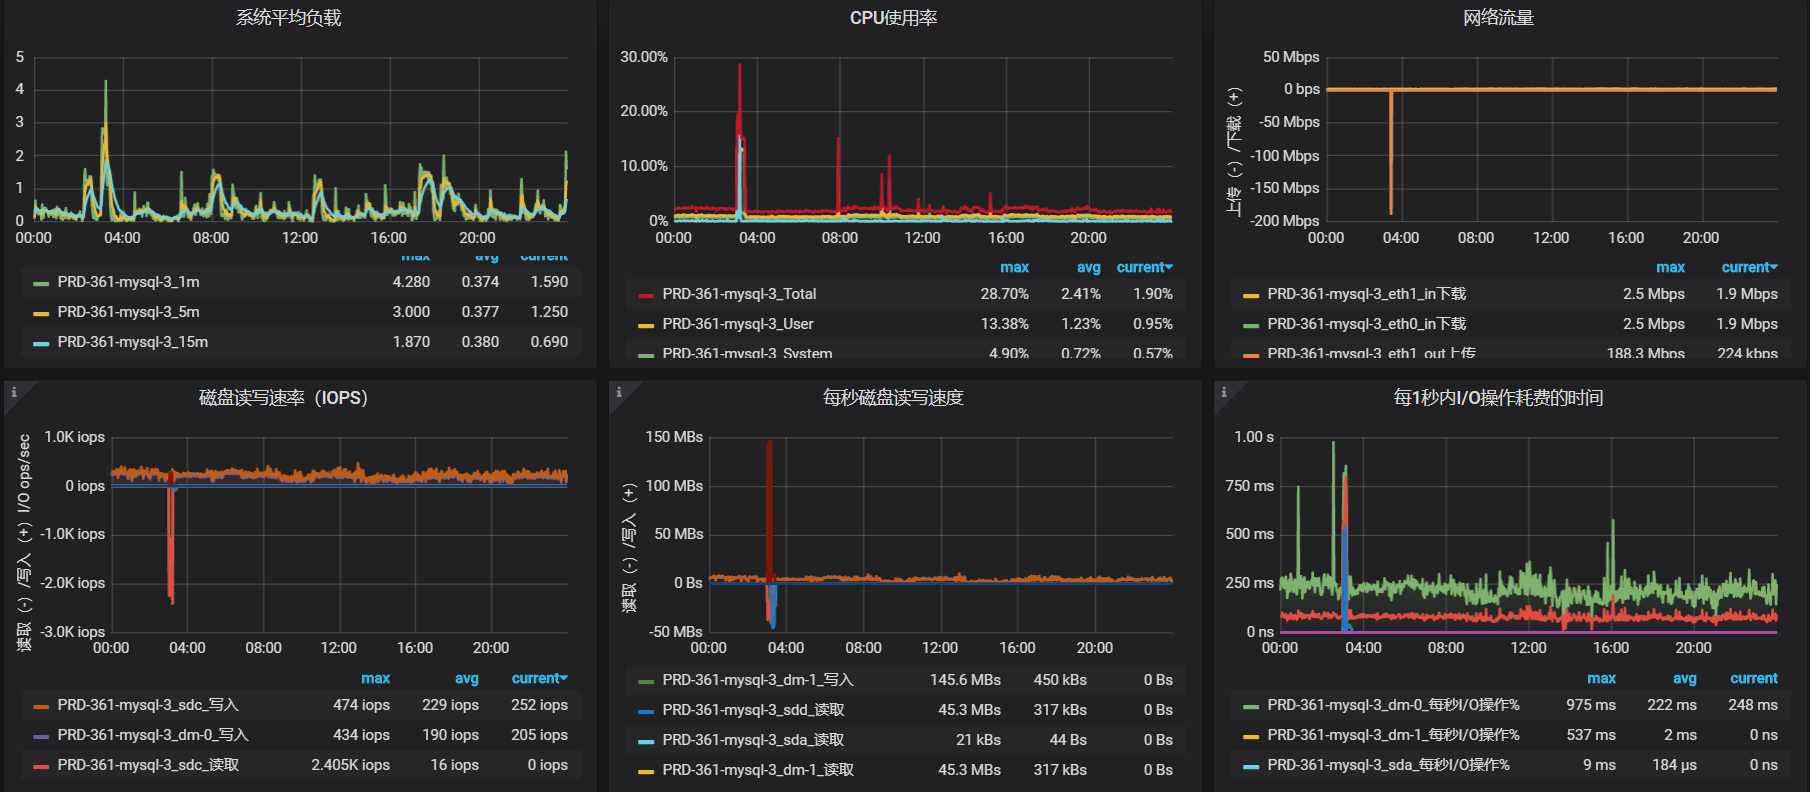 系统平均负载
5
4
3
2
1
0
00:00 04:00 08:00 12:00 16:00 20:00
max avg current
PRD-361-mysql-3_1m 4.280 0.374 1.590
PRD-361-mysql-3_5m 3.000 0.377 1.250
PRD-361-mysql-3_15m 1.870 0.380 0.690
CPU使用率
30.00%
20.00%
10.00%
0%
00:00 04:00 08:00 12:00 16:00 20:00
max avg current
PRD-361-mysql-3_Total 28.70% 2.41% 1.90%
PRD-361-mysql-3_User 13.38% 1.23% 0.95%
PRD-361-mysql-3_System 4.90% 0.72% 0.57%
网络流量
上传（-）/下载（+）
50 Mbps
0 bps
-50 Mbps
-100 Mbps
-150 Mbps
-200 Mbps
00:00 04:00 08:00 12:00 16:00 20:00
max current
PRD-361-mysql-3_eth1_in下载 2.5 Mbps 1.9 Mbps
PRD-361-mysql-3_eth0_in下载 2.5 Mbps 1.9 Mbps
PRD-361-mysql-3_eth1_out上传 188.3 Mbps 224 kbps
i
磁盘读写速率（IOPS）
读取（-）/写入（+）I/O ops/sec
1.0K iops
0 iops
-1.0K iops
-2.0K iops
-3.0K iops
00:00 04:00 08:00 12:00 16:00 20:00
max avg current
PRD-361-mysql-3_sdc_写入 474 iops 229 iops 252 iops
PRD-361-mysql-3_dm-0_写入 434 iops 190 iops 205 iops
PRD-361-mysql-3_sdc_读取 2.405K iops 16 iops 0 iops
i
每秒磁盘读写速度
读取（-）/写入（+）
150 MBs
100 MBs
50 MBs
0 Bs
-50 MBs
00:00 04:00 08:00 12:00 16:00 20:00
PRD-361-mysql-3_dm-1_写入 145.6 MBs 450 kBs 0 Bs
PRD-361-mysql-3_sdd_读取 45.3 MBs 317 kBs 0 Bs
PRD-361-mysql-3_sda_读取 21 kBs 44 Bs 0 Bs
PRD-361-mysql-3_dm-1_读取 45.3 MBs 317 kBs 0 Bs
i
每1秒内I/O操作耗费的时间
1.00 s
750 ms
500 ms
250 ms
0 ns
00:00 04:00 08:00 12:00 16:00 20:00
max avg current
PRD-361-mysql-3_dm-0_每秒I/O操作% 975 ms 222 ms 248 ms
PRD-361-mysql-3_dm-1_每秒I/O操作% 537 ms 2 ms 0 ns
PRD-361-mysql-3_sda_每秒I/O操作% 9 ms 184 µs 0 ns